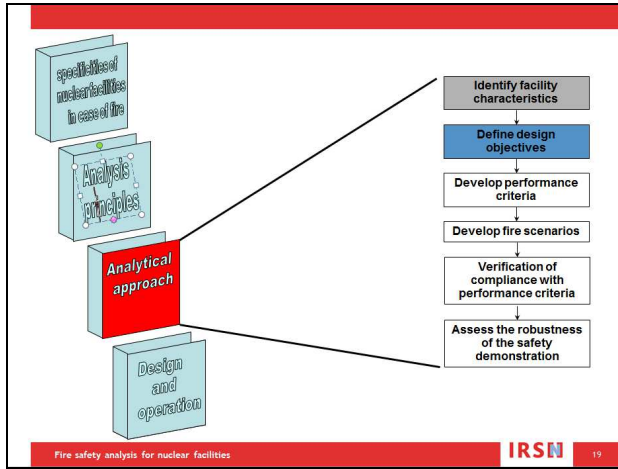 specificities of
nuclear facilities
in case of fire
Analysis
principles
Analytical
approach
Design
and
operation
Identify facility
characteristics
Define design
objectives
Develop performance
criteria
Develop fire scenarios
Verification of
compliance with
performance criteria
Assess the robustness
of the safety
demonstration
Fire safety analysis for nuclear facilities
IRSN
19